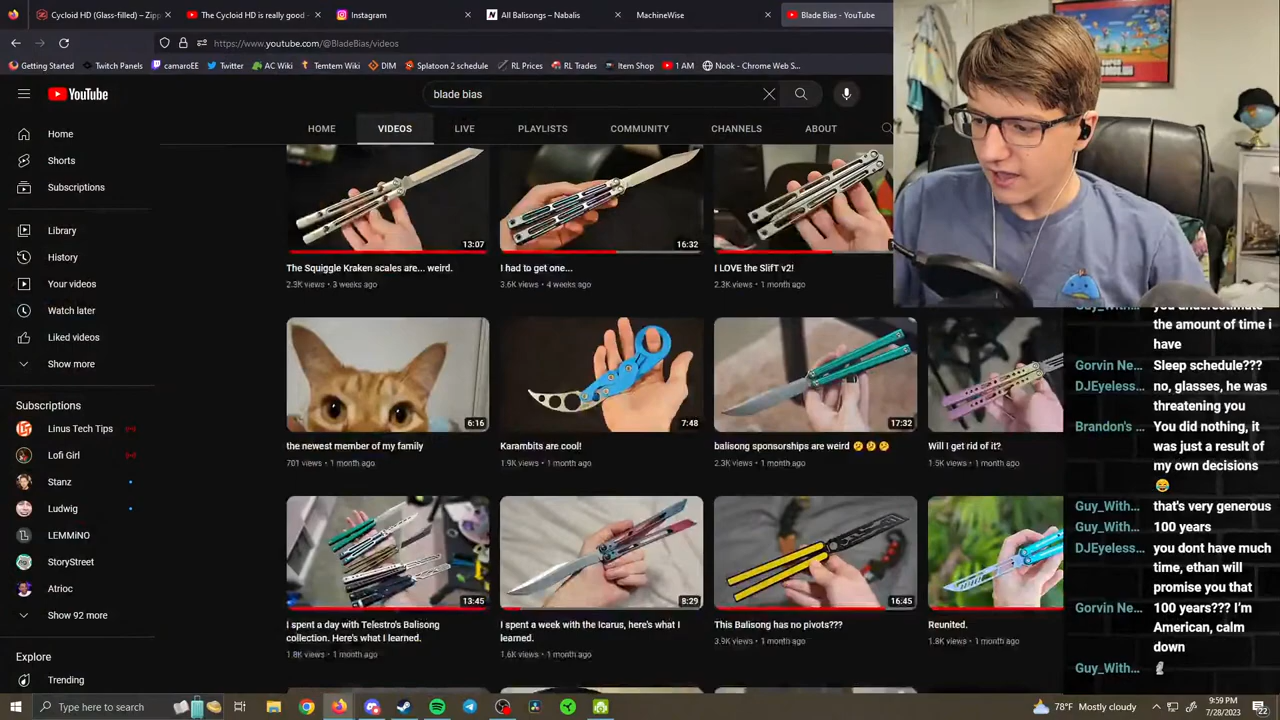 Cycloid HD (Glass-filled) – Zipp
The Cycloid HD is really good -
Instagram
All Balisongs – Nabalis
MachineWise
Blade Bias - YouTube
https://www.youtube.com/@BladeBias/videos
Getting Started
Twitch Panels
camaroEE
Twitter
AC Wiki
Temtem Wiki
DIM
Splatoon 2 schedule
RL Prices
RL Trades
Item Shop
1 AM
Nook - Chrome Web S...
YouTube
blade bias
HOME
VIDEOS
LIVE
PLAYLISTS
COMMUNITY
CHANNELS
ABOUT
Home
Shorts
Subscriptions
Library
History
Your videos
Watch later
Liked videos
Show more
Subscriptions
Linus Tech Tips
Lofi Girl
Stanz
Ludwig
LEMMiNO
StoryStreet
Atrioc
Show 92 more
Explore
Trending
13:07
16:32
The Squiggle Kraken scales are... weird.
2.3K views • 3 weeks ago
I had to get one...
3.6K views • 4 weeks ago
I LOVE the SlifT v2!
2.3K views • 1 month ago
6:16
7:48
17:32
the newest member of my family
701 views • 1 month ago
Karambits are cool!
1.9K views • 1 month ago
balisong sponsorships are weird 🤔🤔🤔
2.3K views • 1 month ago
Will I get rid of it?
1.5K views • 1 month ago
13:45
8:29
16:45
I spent a day with Telestro's Balisong
collection. Here's what I learned.
1.8K views • 1 month ago
I spent a week with the Icarus, here's what I
learned.
1.6K views • 1 month ago
This Balisong has no pivots???
3.9K views • 1 month ago
Reunited.
1.8K views • 1 month ago
the amount of time i
have
Gorvin Ne... Sleep schedule???
DJEyeless... no, glasses, he was
threatening you
Brandon's ... You did nothing, it
was just a result of
my own decisions
😂
Guy_With... that's very generous
Guy_With... 100 years
DJEyeless... you dont have much
time, ethan will
promise you that
Gorvin Ne... 100 years??? I'm
American, calm
down
Guy_With... 🗿
Type here to search
78°F Mostly cloudy
9:59 PM
7/28/2023
22